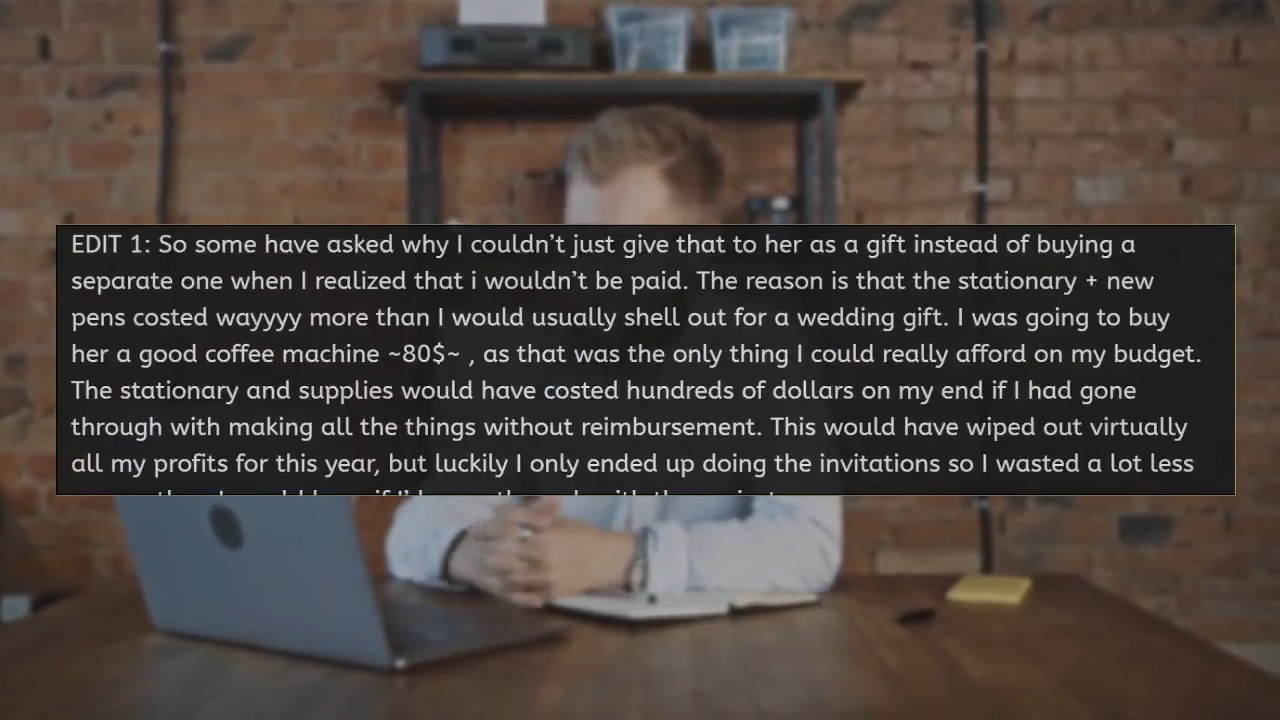 EDIT 1: So some have asked why I couldn’t just give that to her as a gift instead of buying a
separate one when I realized that i wouldn’t be paid. The reason is that the stationary + new
pens costed wayyyy more than I would usually shell out for a wedding gift. I was going to buy
her a good coffee machine ~80$~ , as that was the only thing I could really afford on my budget.
The stationary and supplies would have costed hundreds of dollars on my end if I had gone
through with making all the things without reimbursement. This would have wiped out virtually
all my profits for this year, but luckily I only ended up doing the invitations so I wasted a lot less